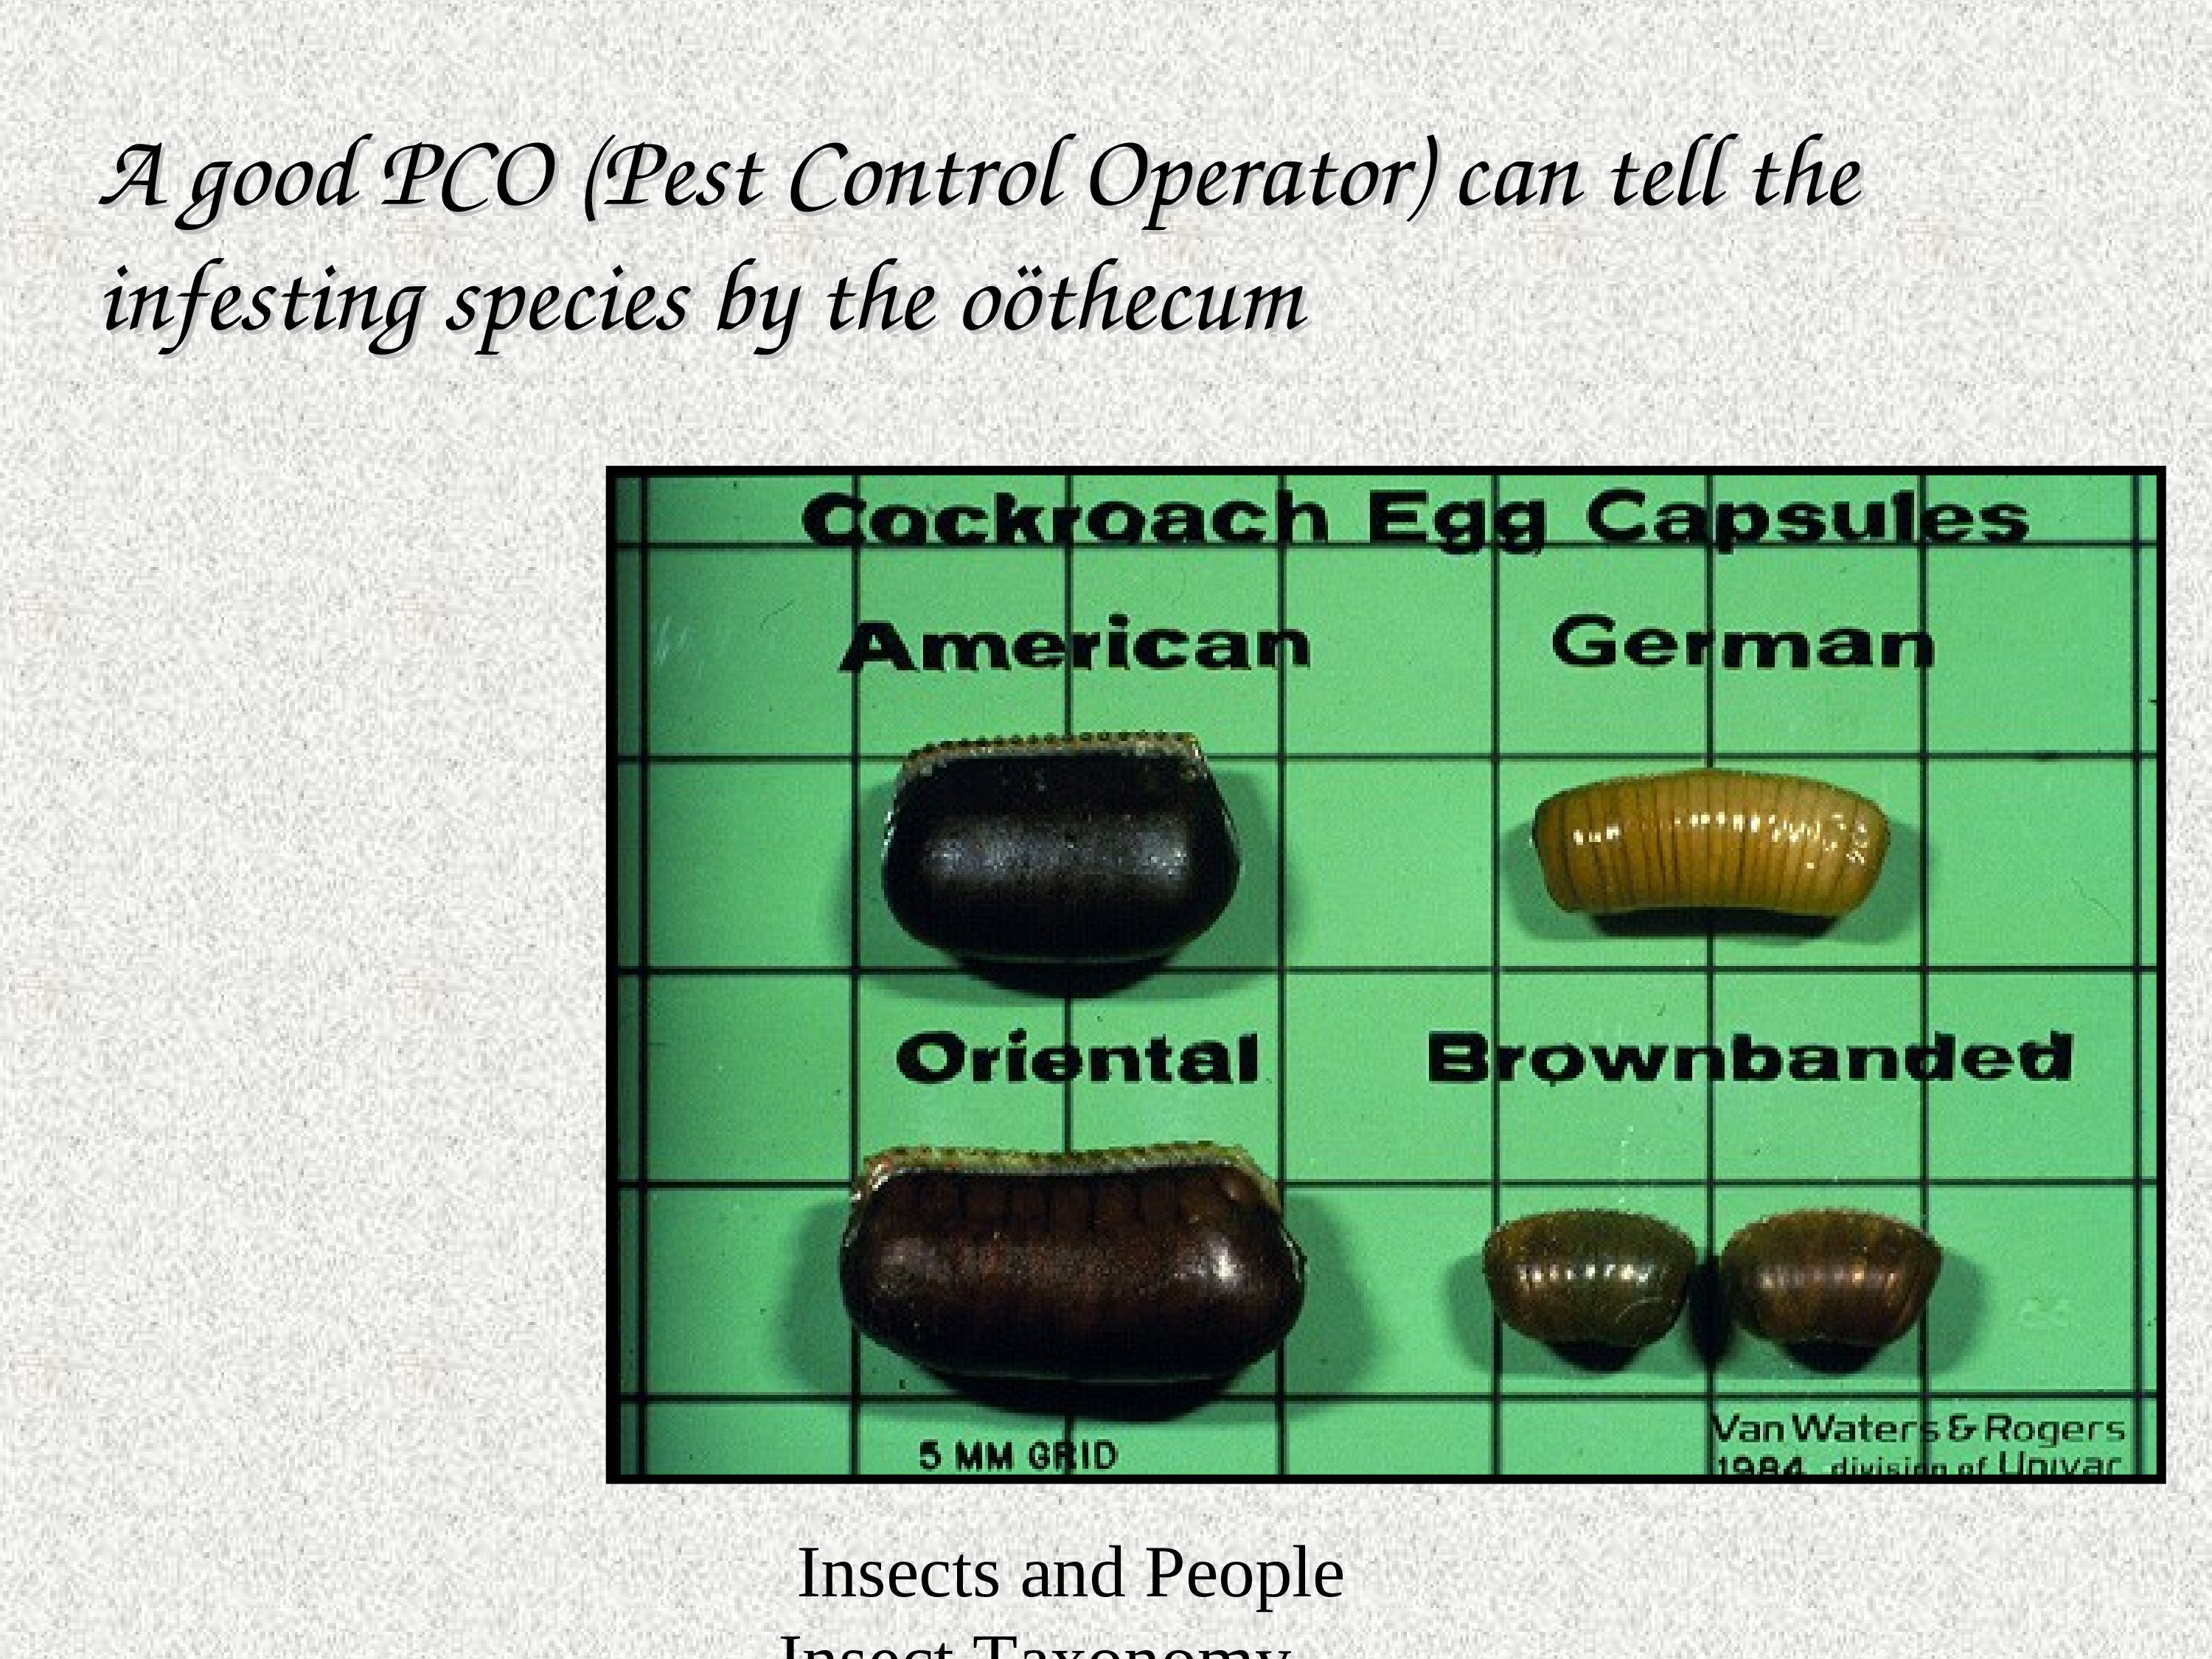 A good PCO (Pest Control Operator) can tell the
infesting species by the oöthecum
Cockroach Egg Capsules
American German
Oriental Brownbanded
5 MM GRID
Van Waters & Rogers
1984 division of Univar
Insects and People
Insect Taxonomy